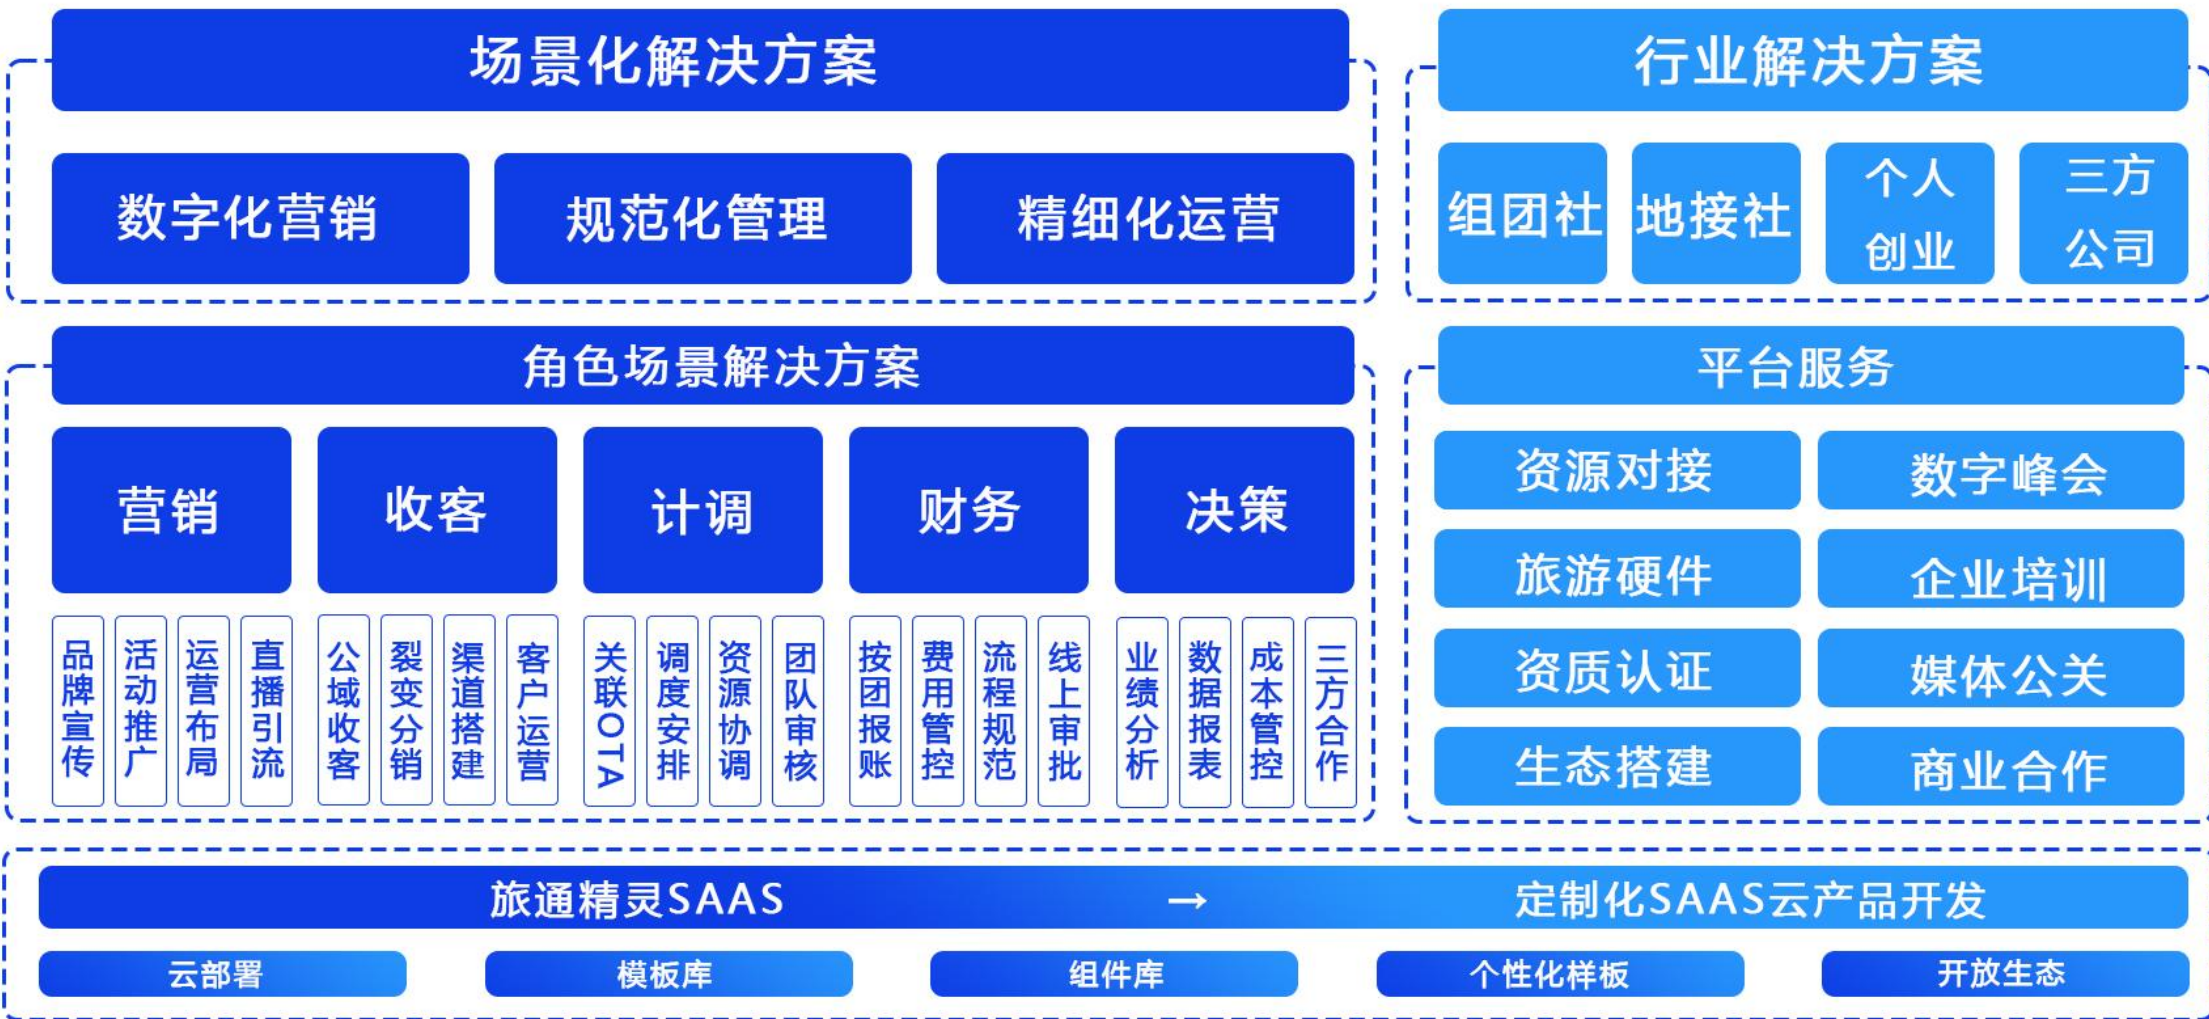 场景化解决方案
数字化营销
规范化管理
精细化运营
行业解决方案
组团社
地接社
个人
创业
三方
公司
角色场景解决方案
营销
收客
计调
财务
决策
品牌宣传
活动推广
运营布局
直播引流
公域收客
裂变分销
渠道搭建
客户运营
关联OTA
调度安排
资源协调
团队审核
按团报账
费用管控
流程规范
线上审批
业绩分析
数据报表
成本管控
三方合作
平台服务
资源对接
数字峰会
旅游硬件
企业培训
资质认证
媒体公关
生态搭建
商业合作
旅通精灵SAAS → 定制化SAAS云产品开发
云部署
模板库
组件库
个性化样板
开放生态